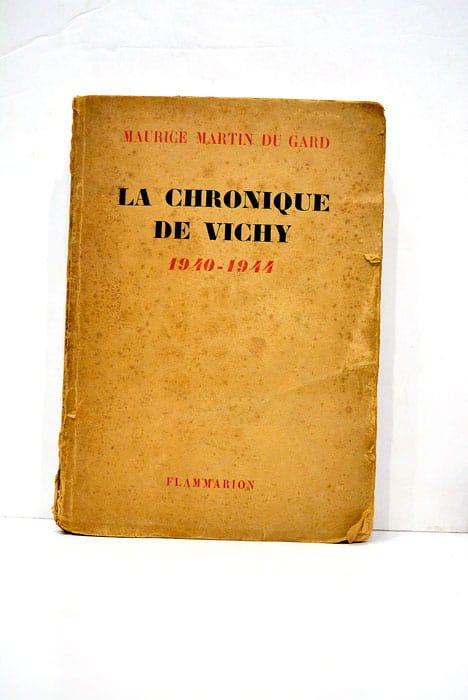 MAURICE MARTIN DU GARD
LA CHRONIQUE
DE VICHY
1940-1944
FLAMMARION